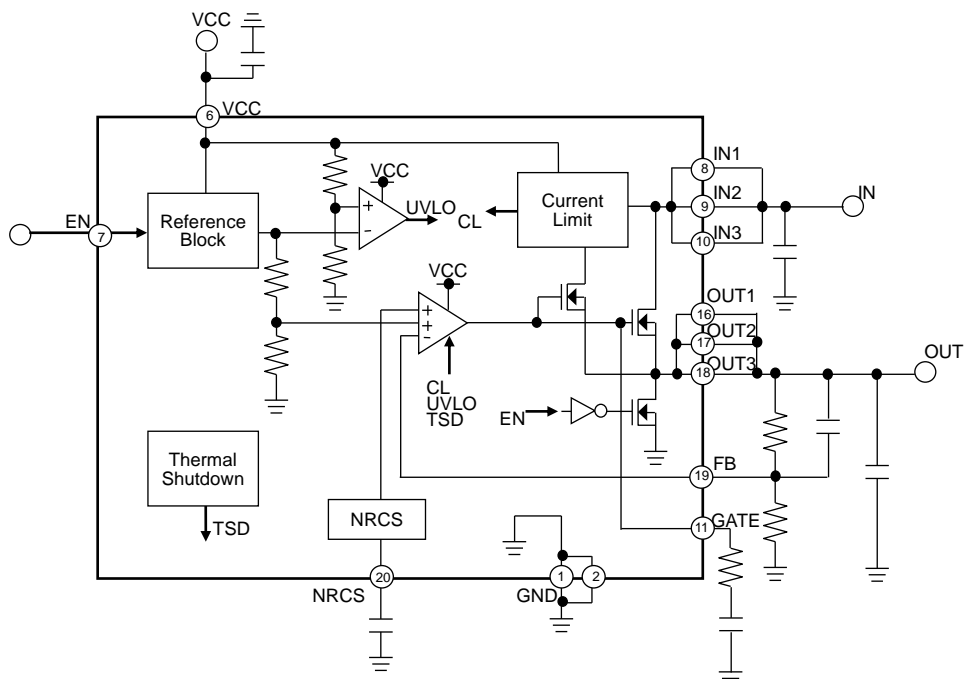 VCC
6
VCC
IN1
8
VCC
EN
7
Reference
Block
UVLO
+
-
CL
Current
Limit
IN2
9
IN
IN3
10
VCC
OUT1
16
OUT2
17
OUT3
18
OUT
+
+
-
CL
UVLO
TSD
EN
Thermal
Shutdown
TSD
FB
19
NRCS
GATE
11
20
NRCS
GND
1
2